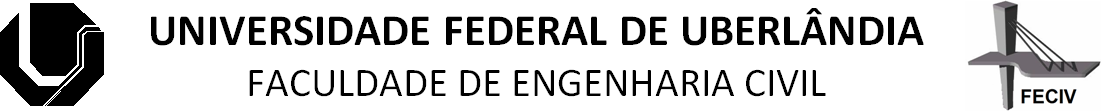 UNIVERSIDADE FEDERAL DE UBERLÂNDIA
FACULDADE DE ENGENHARIA CIVIL
FECIV